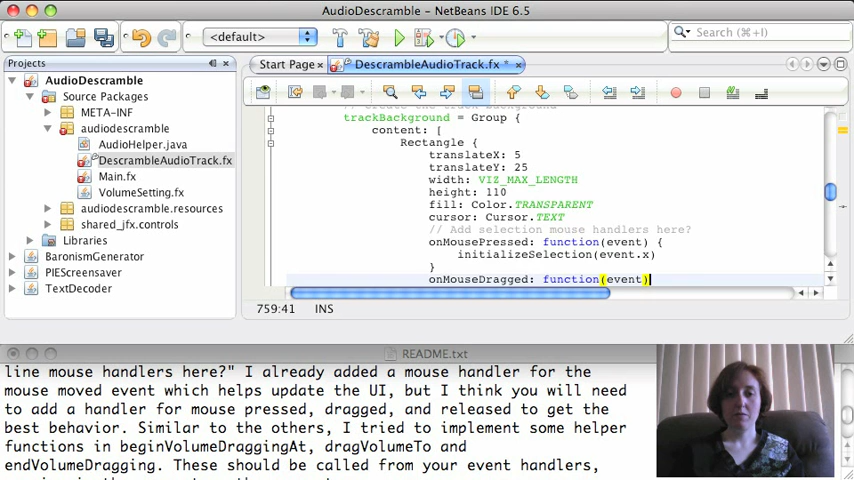 AudioDescramble – NetBeans IDE 6.5
<default>
Search (⌘+I)
Projects
Start Page
DescrambleAudioTrack.fx *
AudioDescramble
Source Packages
META-INF
audiodescramble
AudioHelper.java
DescrambleAudioTrack.fx
Main.fx
VolumeSetting.fx
audiodescramble.resources
shared_jfx.controls
Libraries
BaronismGenerator
PIEScreensaver
TextDecoder
trackBackground = Group {
content: [
Rectangle {
translateX: 5
translateY: 25
width: VIZ_MAX_LENGTH
height: 110
fill: Color.TRANSPARENT
cursor: Cursor.TEXT
// Add selection mouse handlers here?
onMousePressed: function(event) {
initializeSelection(event.x)
}
onMouseDragged: function(event)
759:41
INS
README.txt
line mouse handlers here?" I already added a mouse handler for the
mouse moved event which helps update the UI, but I think you will need
to add a handler for mouse pressed, dragged, and released to get the
best behavior. Similar to the others, I tried to implement some helper
functions in beginVolumeDraggingAt, dragVolumeTo and
endVolumeDragging. These should be called from your event handlers,